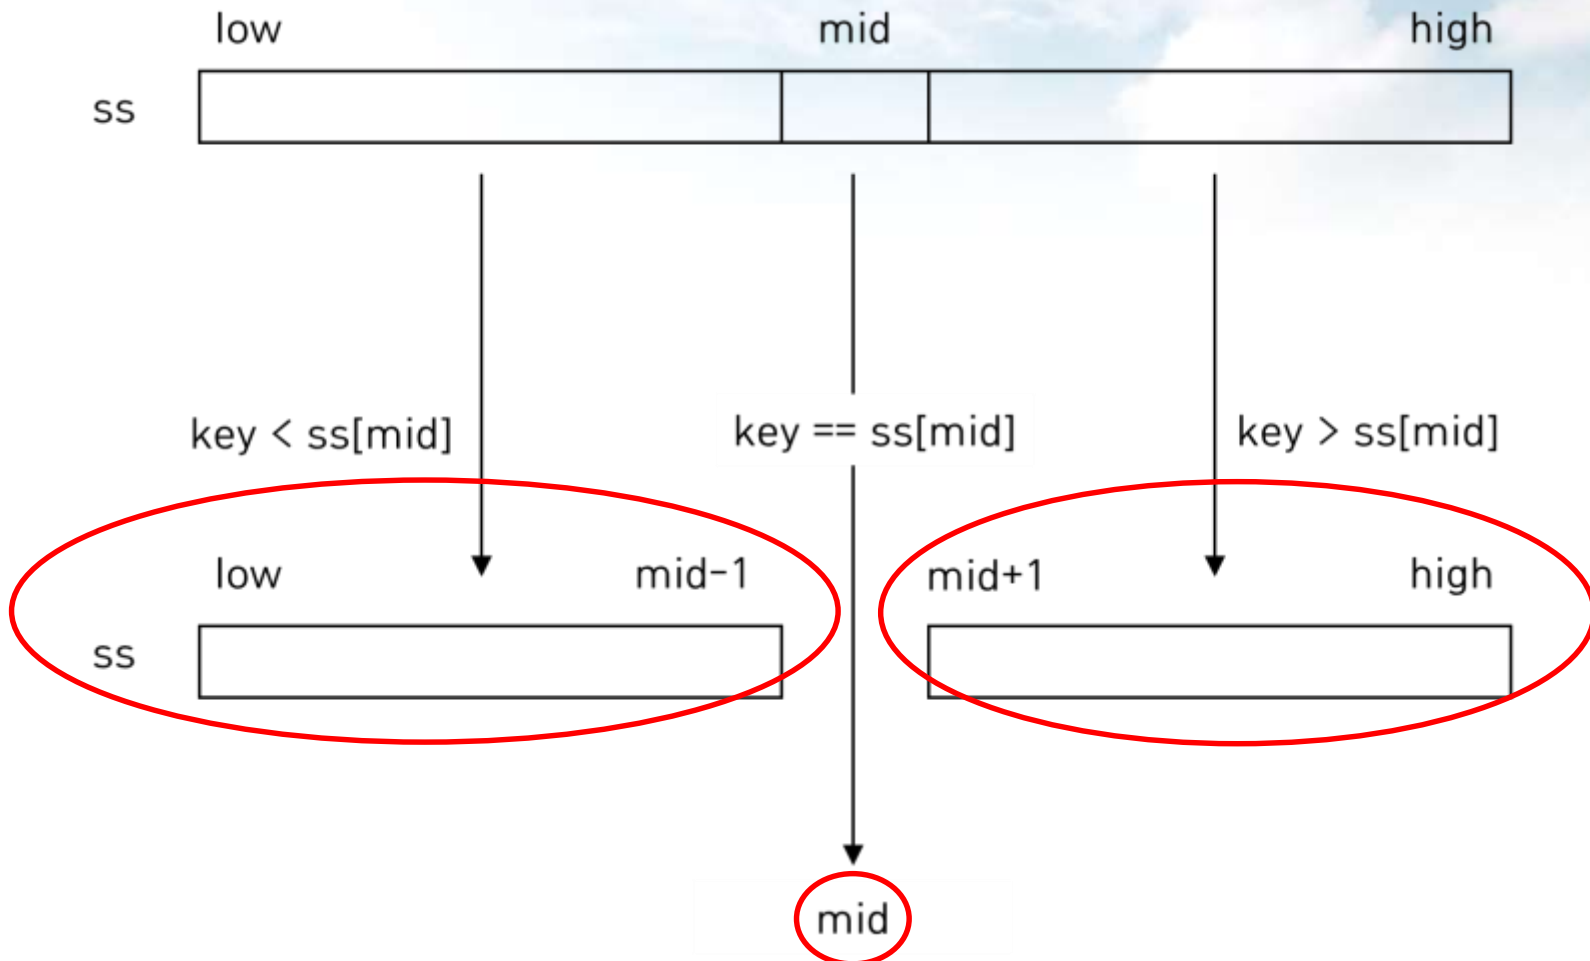 low mid high
ss
key < ss[mid] key == ss[mid] key > ss[mid]
low mid-1 mid+1 high
ss
mid